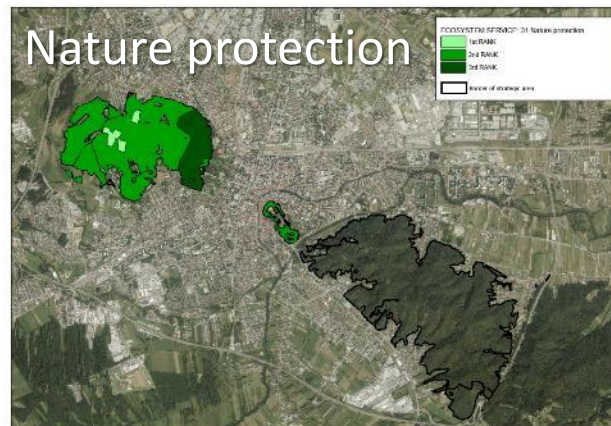 Nature protection
ECOSYSTEM SERVICE: 31 Nature protection
1st RANK
2nd RANK
3rd RANK
Border of strategic area